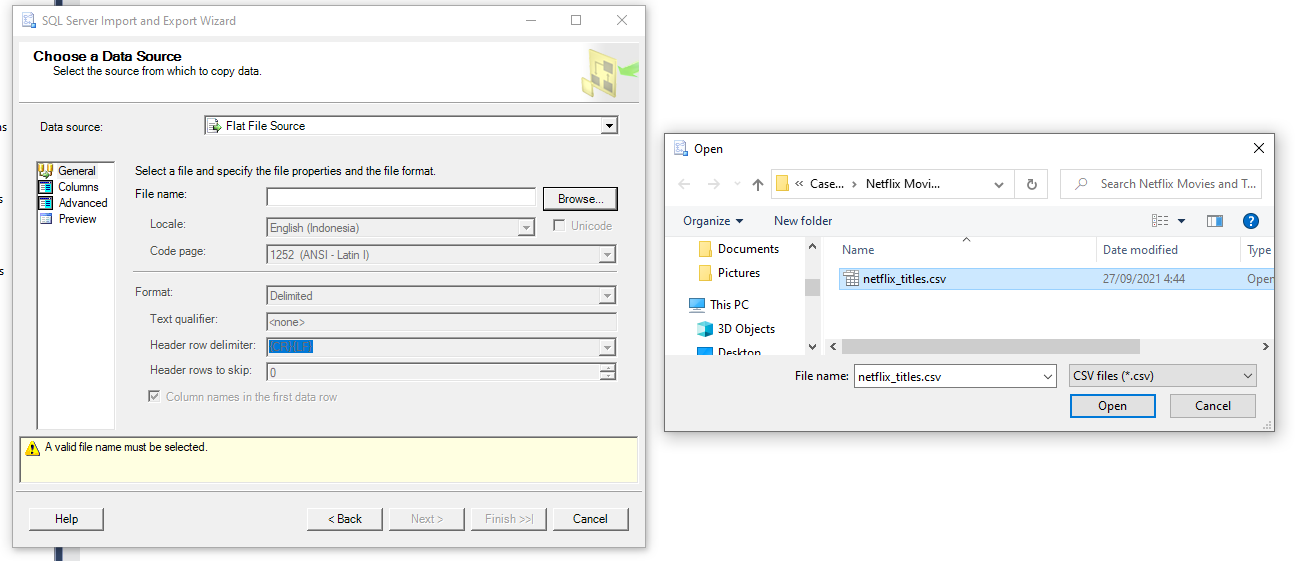 SQL Server Import and Export Wizard
Choose a Data Source
Select the source from which to copy data.
Data source:
Flat File Source
General
Columns
Advanced
Preview
Select a file and specify the file properties and the file format.
File name:
Browse...
Locale:
English (Indonesia)
Unicode
Code page:
1252 (ANSI - Latin I)
Format:
Delimited
Text qualifier:
<none>
Header row delimiter:
{CR}{LF}
Header rows to skip:
0
Column names in the first data row
A valid file name must be selected.
Help
< Back
Next >
Finish >>|
Cancel
Open
« Case... › Netflix Movi...
Search Netflix Movies and T...
Organize
New folder
Documents
Pictures
This PC
3D Objects
Desktop
Name
Date modified
Type
netflix_titles.csv
27/09/2021 4:44
Open
File name:
netflix_titles.csv
CSV files (*.csv)
Open
Cancel